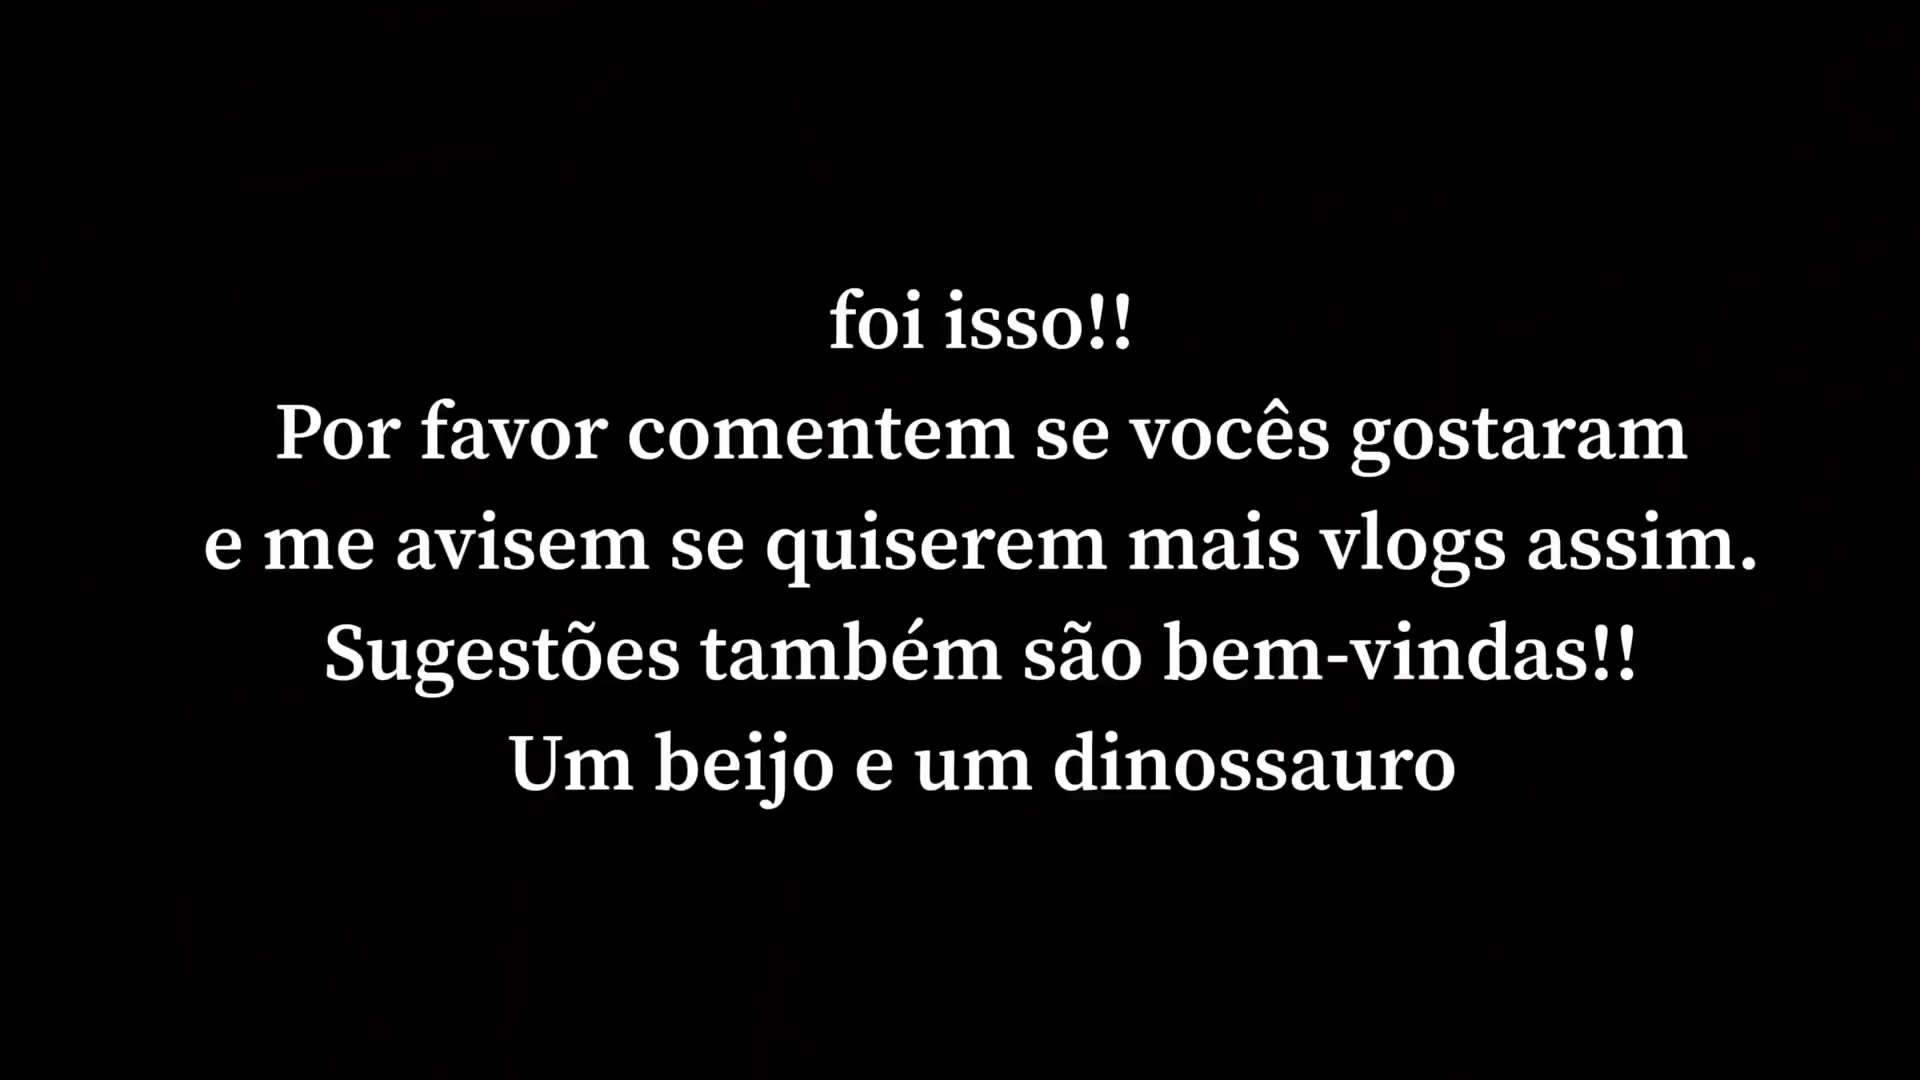 foi isso!!
Por favor comentem se vocês gostaram
e me avisem se quiserem mais vlogs assim.
Sugestões também são bem-vindas!!
Um beijo e um dinossauro